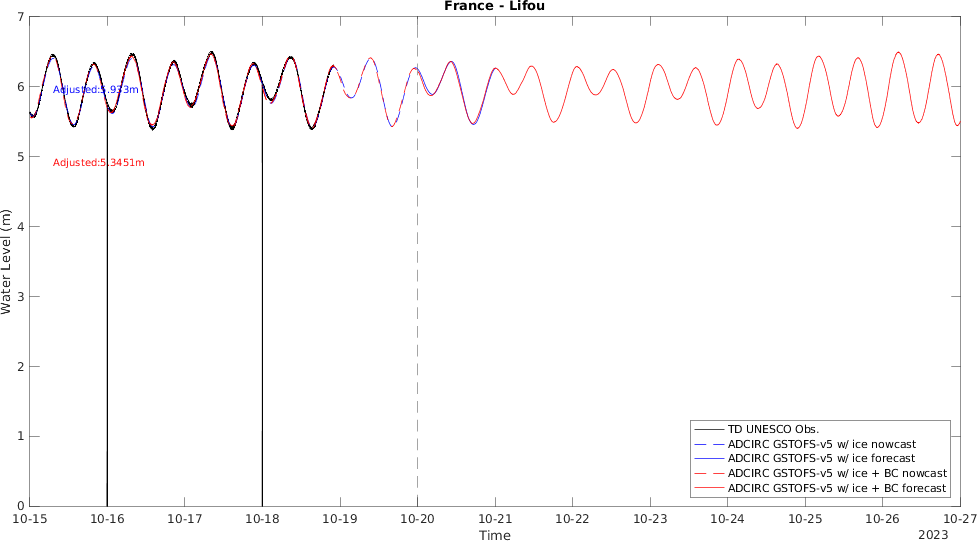 France - Lifou
7
6
5
4
3
2
1
0
Water Level (m)
Adjusted:5.933m
Adjusted:5.3451m
TD UNESCO Obs.
ADCIRC GSTOFS-v5 w/ ice nowcast
ADCIRC GSTOFS-v5 w/ ice forecast
ADCIRC GSTOFS-v5 w/ ice + BC nowcast
ADCIRC GSTOFS-v5 w/ ice + BC forecast
10-15 10-16 10-17 10-18 10-19 10-20 10-21 10-22 10-23 10-24 10-25 10-26 10-27
Time
2023